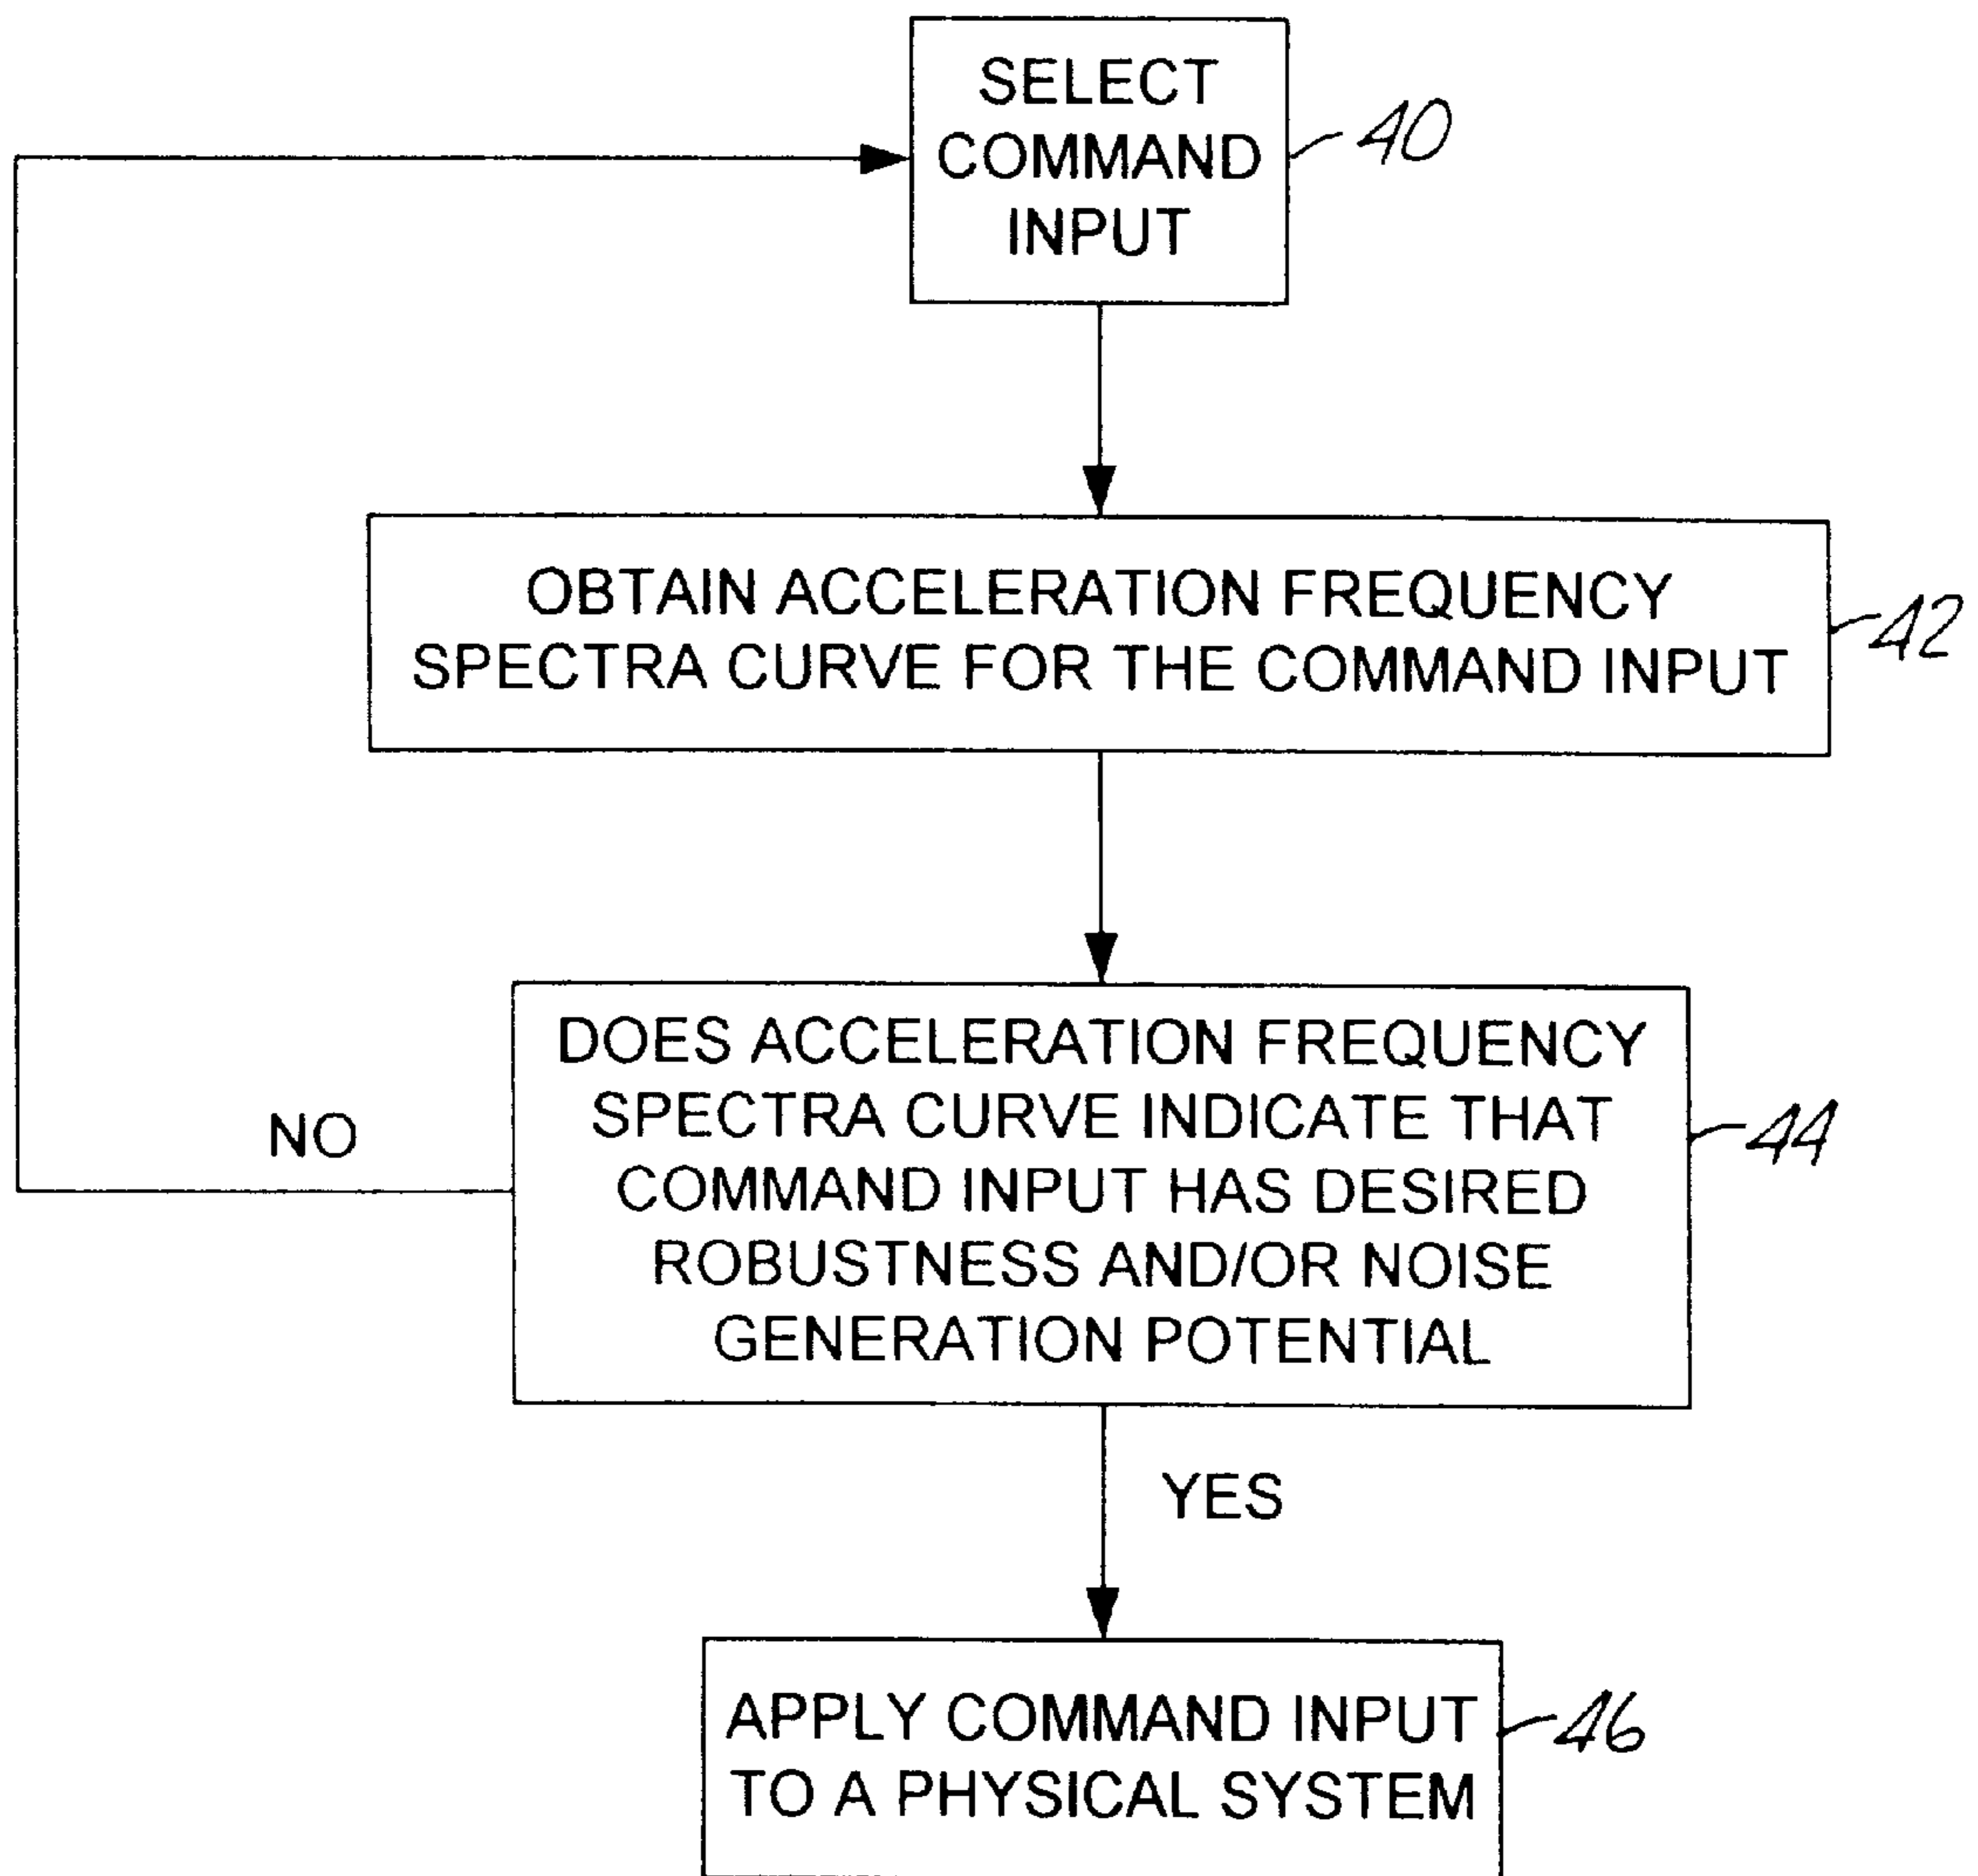 SELECT
COMMAND
INPUT
40
OBTAIN ACCELERATION FREQUENCY
SPECTRA CURVE FOR THE COMMAND INPUT
42
DOES ACCELERATION FREQUENCY
SPECTRA CURVE INDICATE THAT
COMMAND INPUT HAS DESIRED
ROBUSTNESS AND/OR NOISE
GENERATION POTENTIAL
44
NO
YES
APPLY COMMAND INPUT
TO A PHYSICAL SYSTEM
46